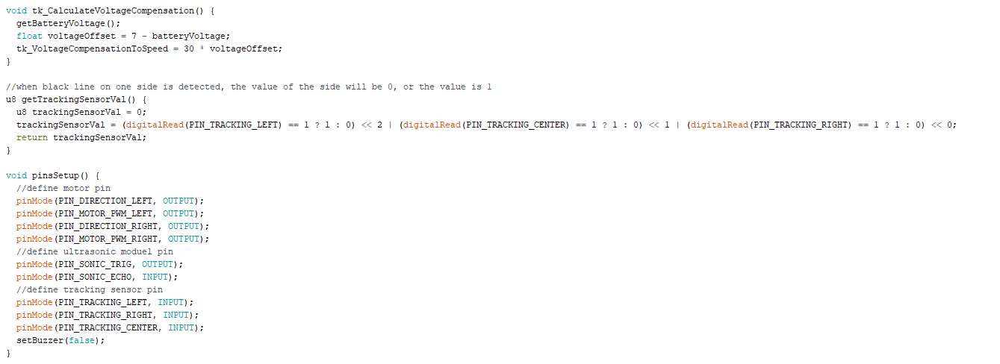 void tk_CalculateVoltageCompensation() {
  getBatteryVoltage();
  float voltageOffset = 7 - batteryVoltage;
  tk_VoltageCompensationToSpeed = 30 * voltageOffset;
}

//when black line on one side is detected, the value of the side will be 0, or the value is 1
u8 getTrackingSensorVal() {
  u8 trackingSensorVal = 0;
  trackingSensorVal = (digitalRead(PIN_TRACKING_LEFT) == 1 ? 1 : 0) << 2 | (digitalRead(PIN_TRACKING_CENTER) == 1 ? 1 : 0) << 1 | (digitalRead(PIN_TRACKING_RIGHT) == 1 ? 1 : 0) << 0;
  return trackingSensorVal;
}

void pinsSetup() {
  //define motor pin
  pinMode(PIN_DIRECTION_LEFT, OUTPUT);
  pinMode(PIN_MOTOR_PWM_LEFT, OUTPUT);
  pinMode(PIN_DIRECTION_RIGHT, OUTPUT);
  pinMode(PIN_MOTOR_PWM_RIGHT, OUTPUT);
  //define ultrasonic moduel pin
  pinMode(PIN_SONIC_TRIG, OUTPUT);
  pinMode(PIN_SONIC_ECHO, INPUT);
  //define tracking sensor pin
  pinMode(PIN_TRACKING_LEFT, INPUT);
  pinMode(PIN_TRACKING_RIGHT, INPUT);
  pinMode(PIN_TRACKING_CENTER, INPUT);
  setBuzzer(false);
}